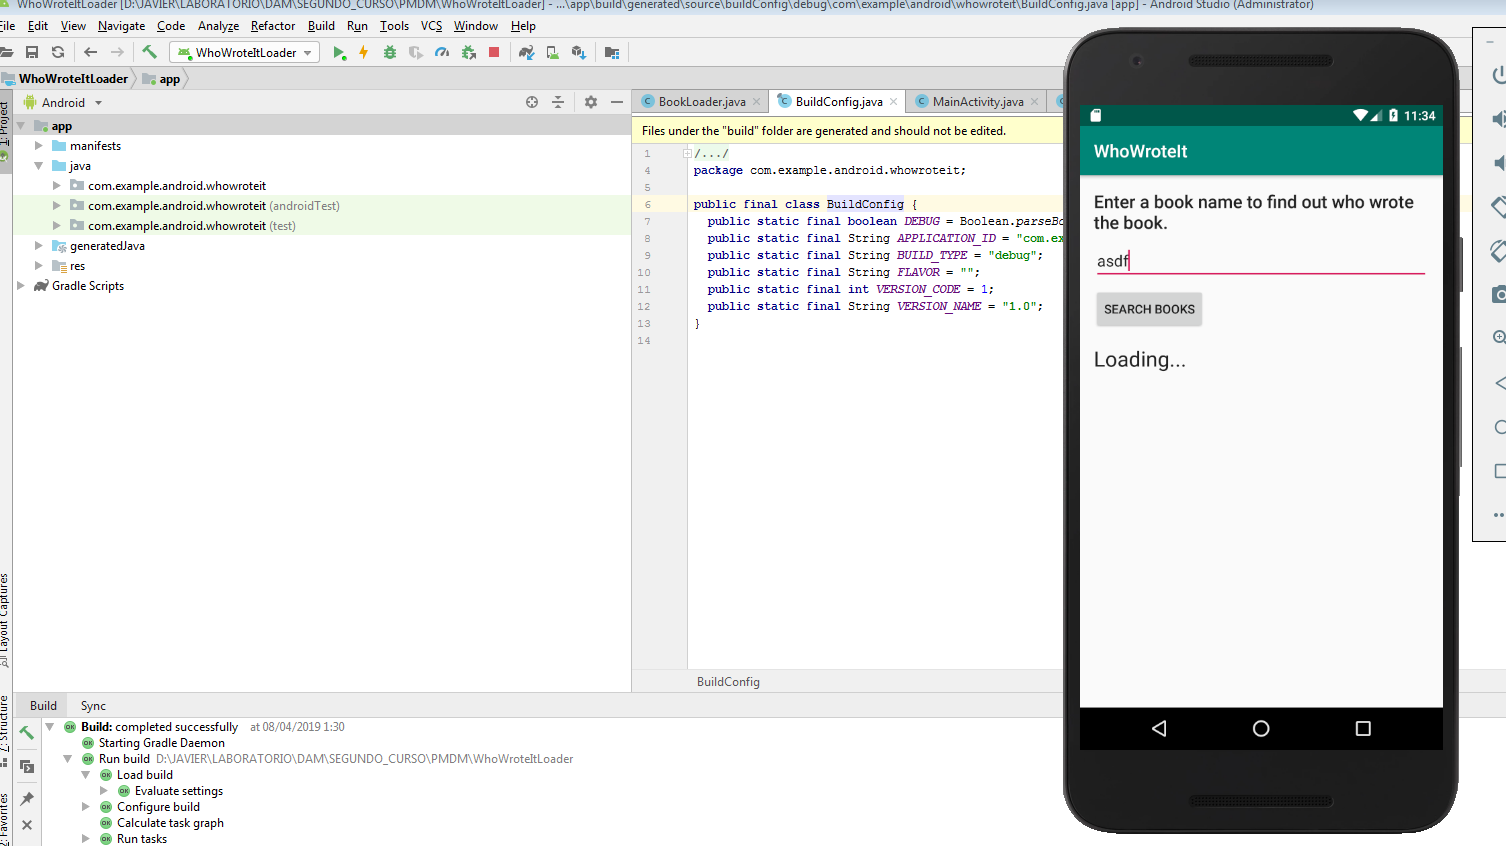 WhoWroteItLoader [D:\JAVIER\LABORATORIO\DAM\SEGUNDO_CURSO\PMDM\WhoWroteItLoader] - ...\app\build\generated\source\buildConfig\debug\com\example\android\whowroteit\BuildConfig.java [app] - Android Studio (Administrator)
File Edit View Navigate Code Analyze Refactor Build Run Tools VCS Window Help
WhoWroteItLoader
WhoWroteItLoader app
1: Project
Android
app
manifests
java
com.example.android.whowroteit
com.example.android.whowroteit (androidTest)
com.example.android.whowroteit (test)
generatedJava
res
Gradle Scripts
Layout Captures
Z: Structure
2: Favorites
BookLoader.java BuildConfig.java MainActivity.java
Files under the "build" folder are generated and should not be edited.
1 /.../
4 package com.example.android.whowroteit;
5
6 public final class BuildConfig {
7 public static final boolean DEBUG = Boolean.parseBo
8 public static final String APPLICATION_ID = "com.ex
9 public static final String BUILD_TYPE = "debug";
10 public static final String FLAVOR = "";
11 public static final int VERSION_CODE = 1;
12 public static final String VERSION_NAME = "1.0";
13 }
14
BuildConfig
11:34
WhoWroteIt
Enter a book name to find out who wrote
the book.
asdf
SEARCH BOOKS
Loading...
Build Sync
Build: completed successfully at 08/04/2019 1:30
Starting Gradle Daemon
Run build D:\JAVIER\LABORATORIO\DAM\SEGUNDO_CURSO\PMDM\WhoWroteItLoader
Load build
Evaluate settings
Configure build
Calculate task graph
Run tasks